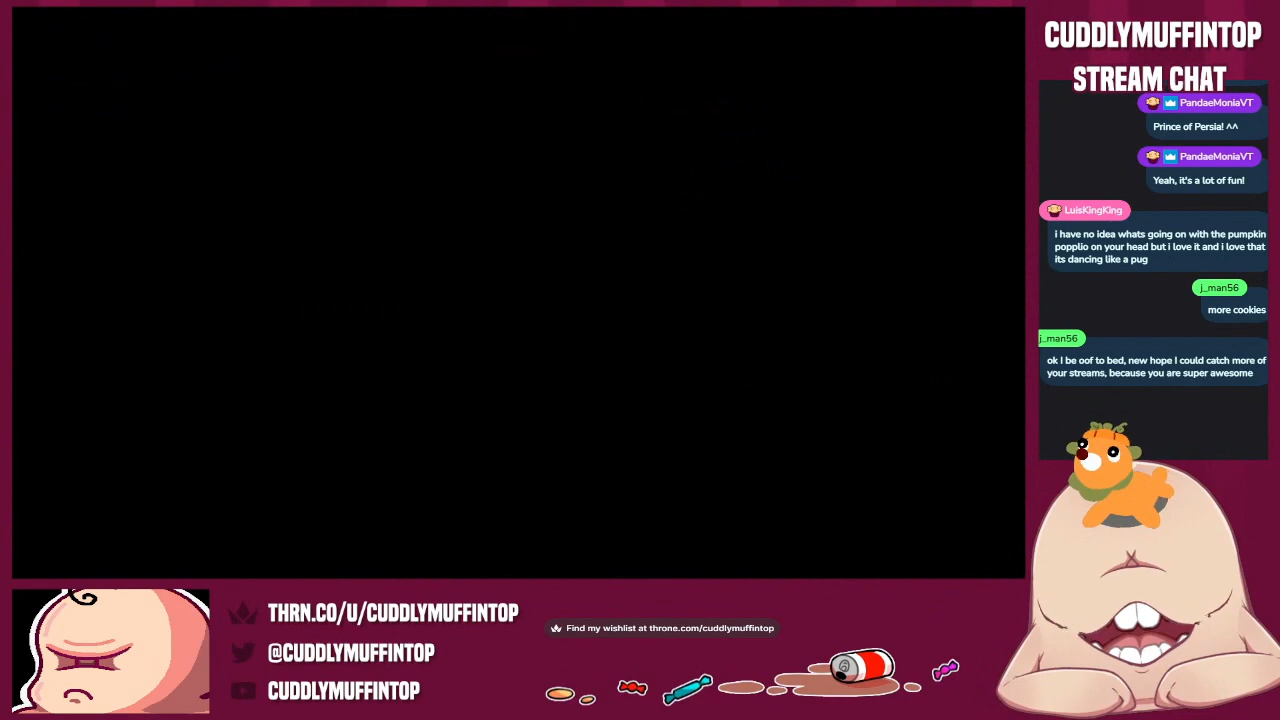 CUDDLYMUFFINTOP
STREAM CHAT
PandaeMoniaVT
Prince of Persia! ^^
PandaeMoniaVT
Yeah, it's a lot of fun!
LuisKingKing
i have no idea whats going on with the pumpkin
popplio on your head but i love it and i love that
its dancing like a pug
j_man56
more cookies
j_man56
ok I be oof to bed, new hope I could catch more of
your streams, because you are super awesome
THRN.CO/U/CUDDLYMUFFINTOP
@CUDDLYMUFFINTOP
CUDDLYMUFFINTOP
Find my wishlist at throne.com/cuddlymuffintop